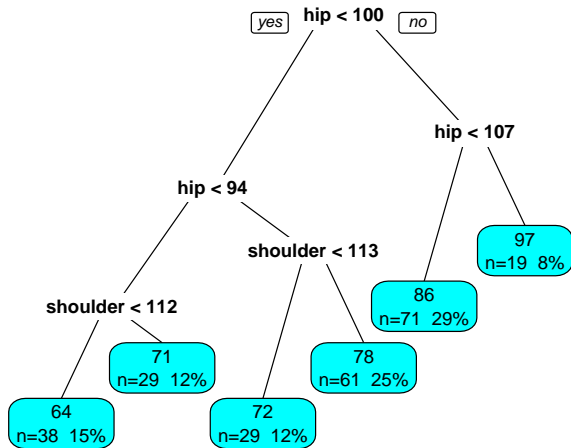 yes
hip < 100
no
hip < 107
hip < 94
97
n=19 8%
shoulder < 113
86
n=71 29%
shoulder < 112
71
n=29 12%
78
n=61 25%
64
n=38 15%
72
n=29 12%